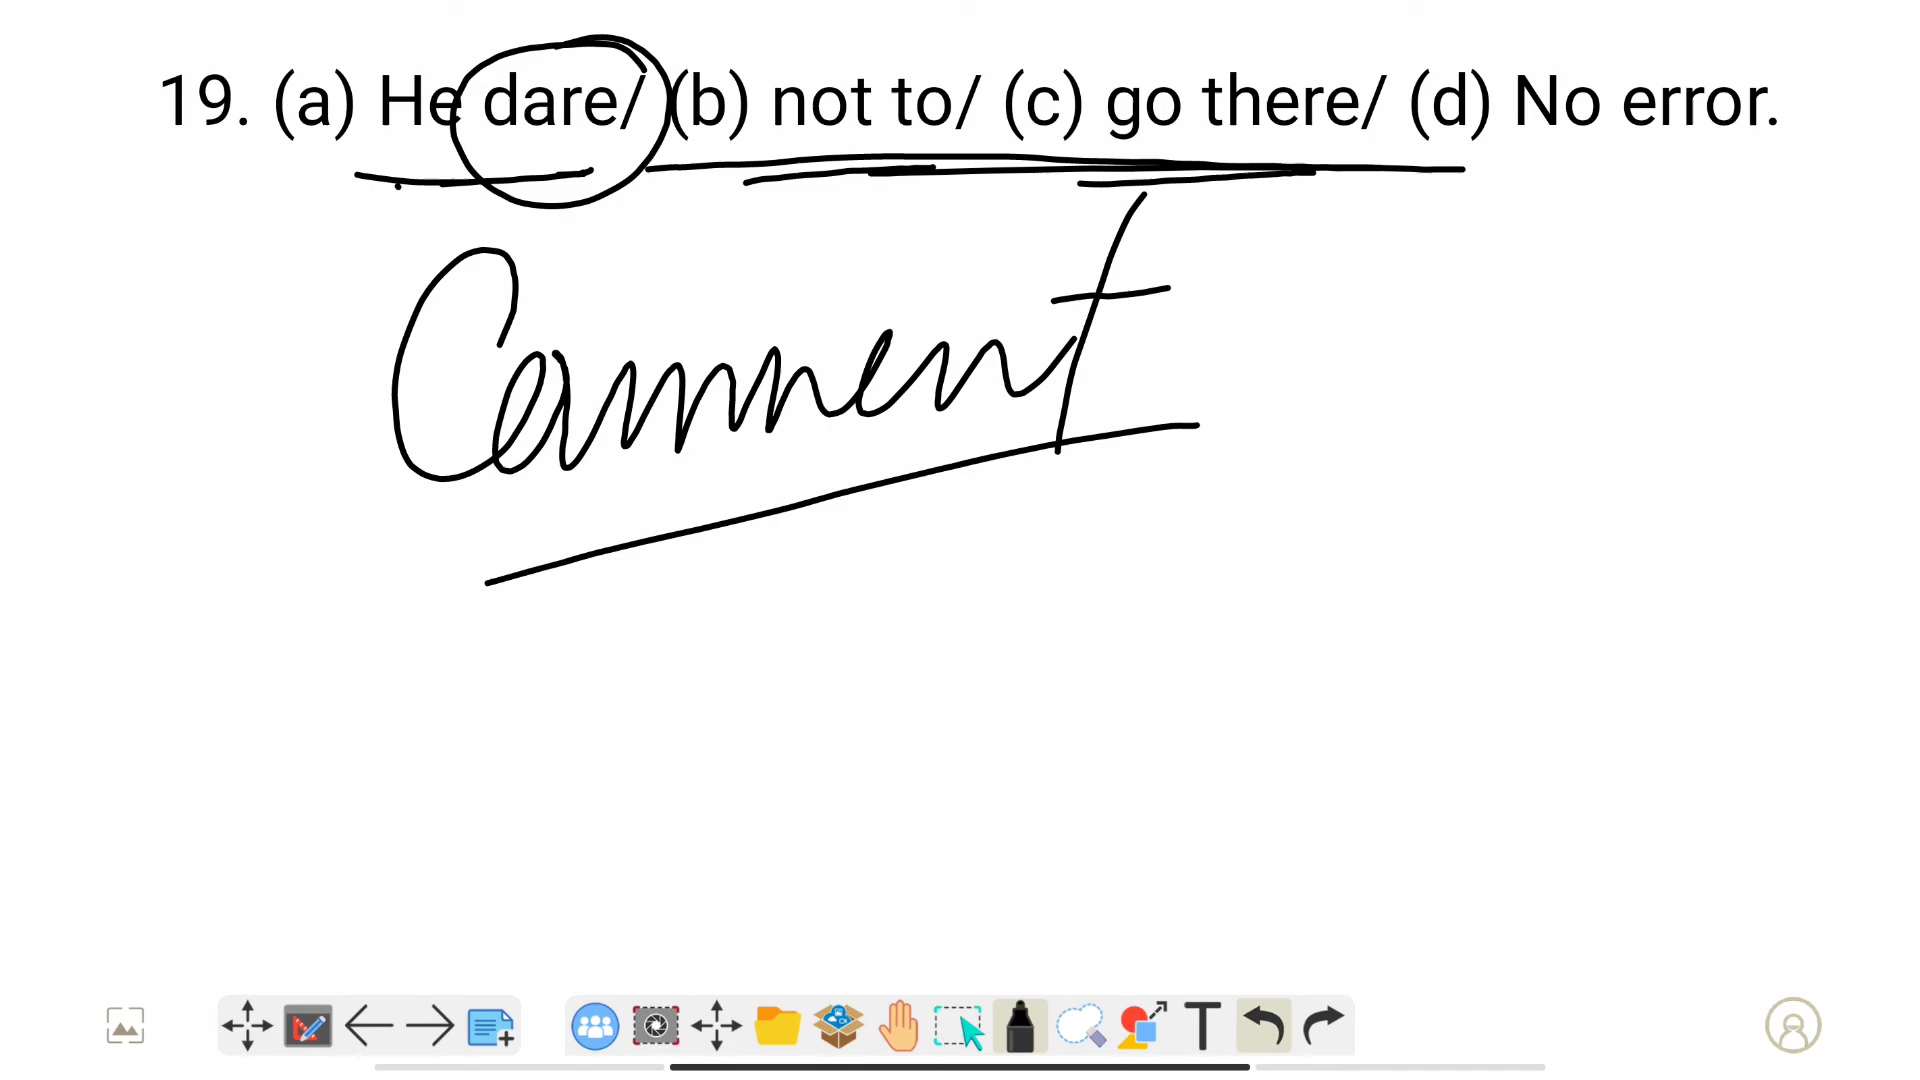 19. (a) He dare/ (b) not to/ (c) go there/ (d) No error.
Comment